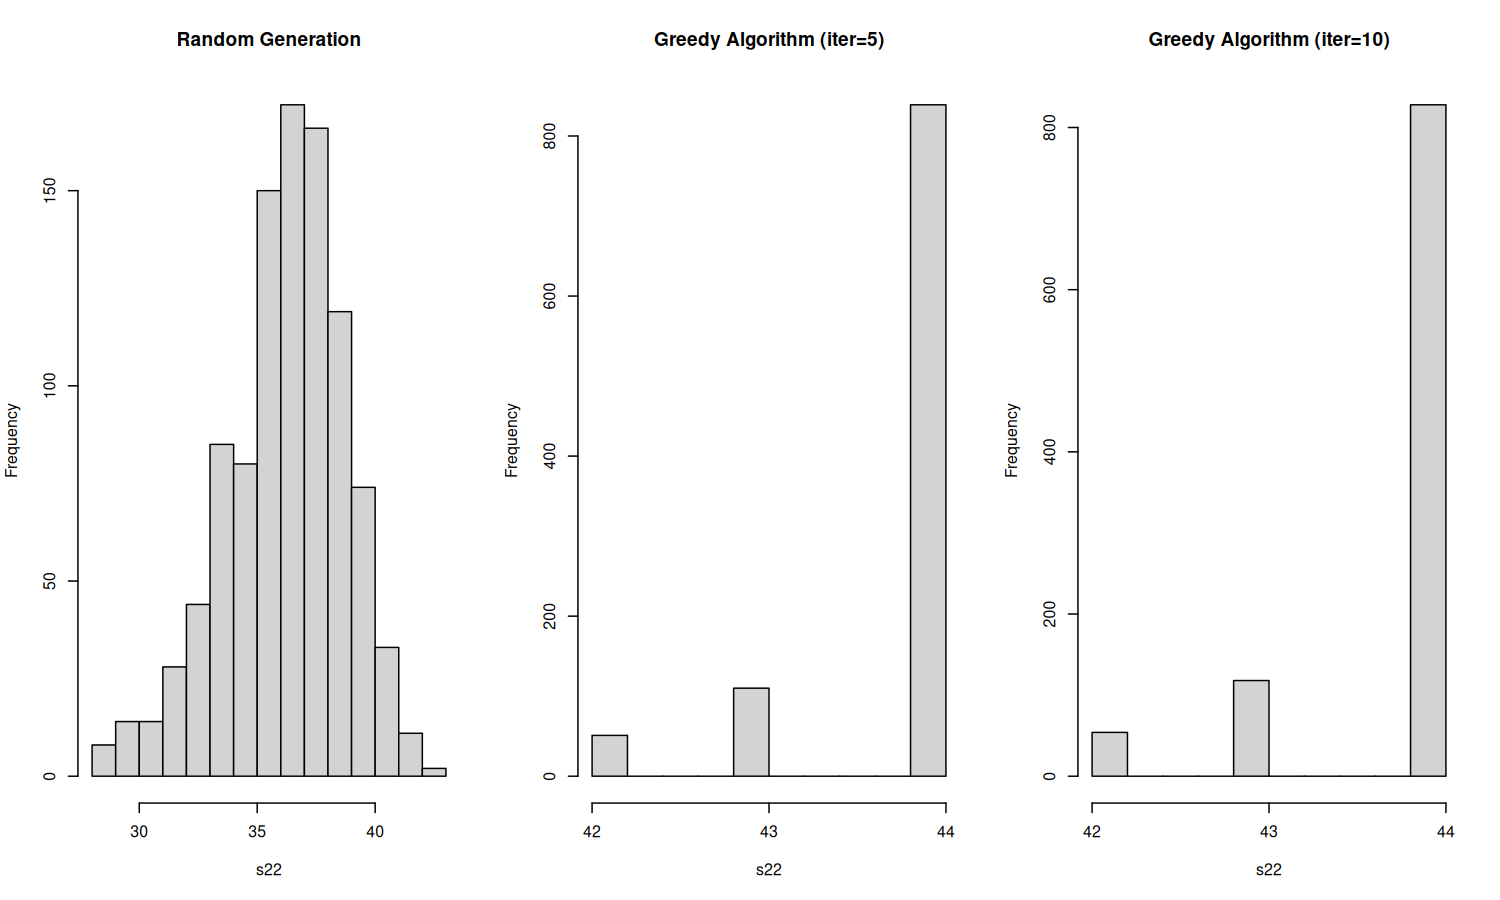 Random Generation
Frequency
150
100
50
0
30 35 40
s22
Greedy Algorithm (iter=5)
Frequency
800
600
400
200
0
42 43 44
s22
Greedy Algorithm (iter=10)
Frequency
800
600
400
200
0
42 43 44
s22